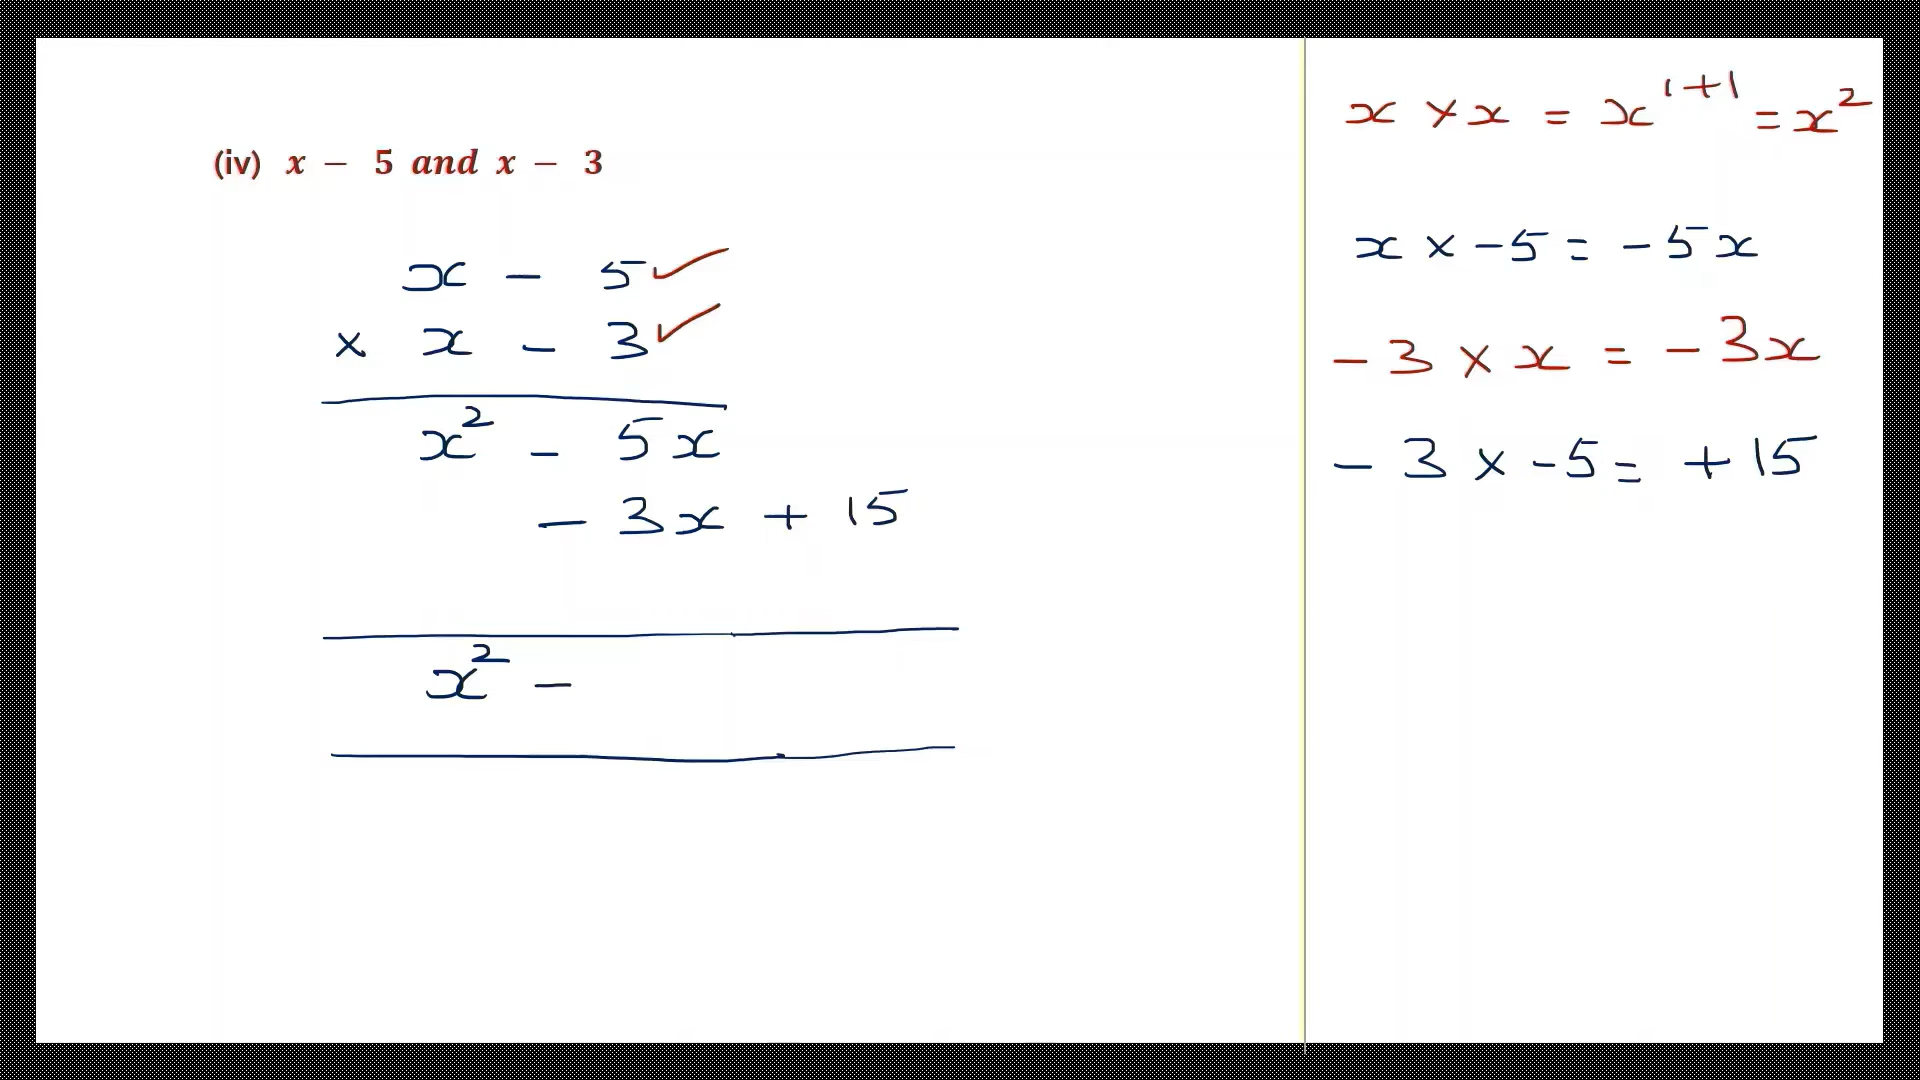 (iv) x - 5 and x - 3
x - 5 ✓
× x - 3 ✓
x² - 5x
- 3x + 15
x² -
x × x = x¹⁺¹ = x²
x × -5 = -5x
-3 × x = -3x
-3 × -5 = +15